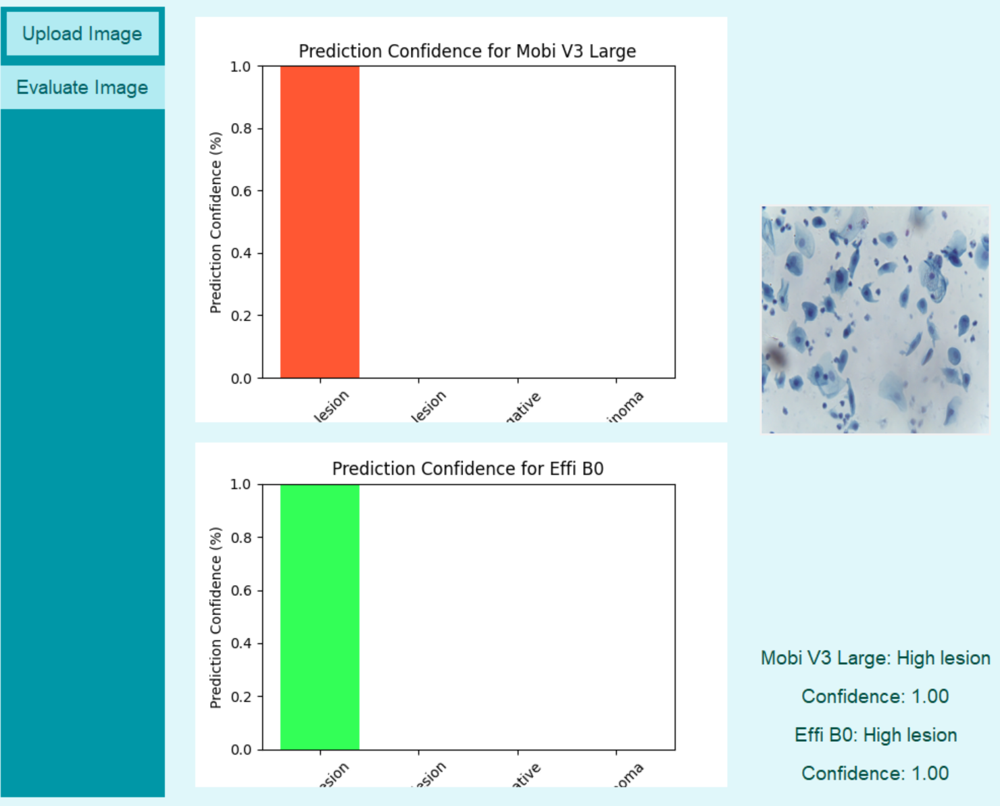 Upload Image
Evaluate Image
Prediction Confidence for Mobi V3 Large
Prediction Confidence (%)
1.0
0.8
0.6
0.4
0.2
0.0
lesion
lesion
ative
inoma
Prediction Confidence for Effi B0
Prediction Confidence (%)
1.0
0.8
0.6
0.4
0.2
0.0
esion
esion
ative
oma
Mobi V3 Large: High lesion
Confidence: 1.00
Effi B0: High lesion
Confidence: 1.00